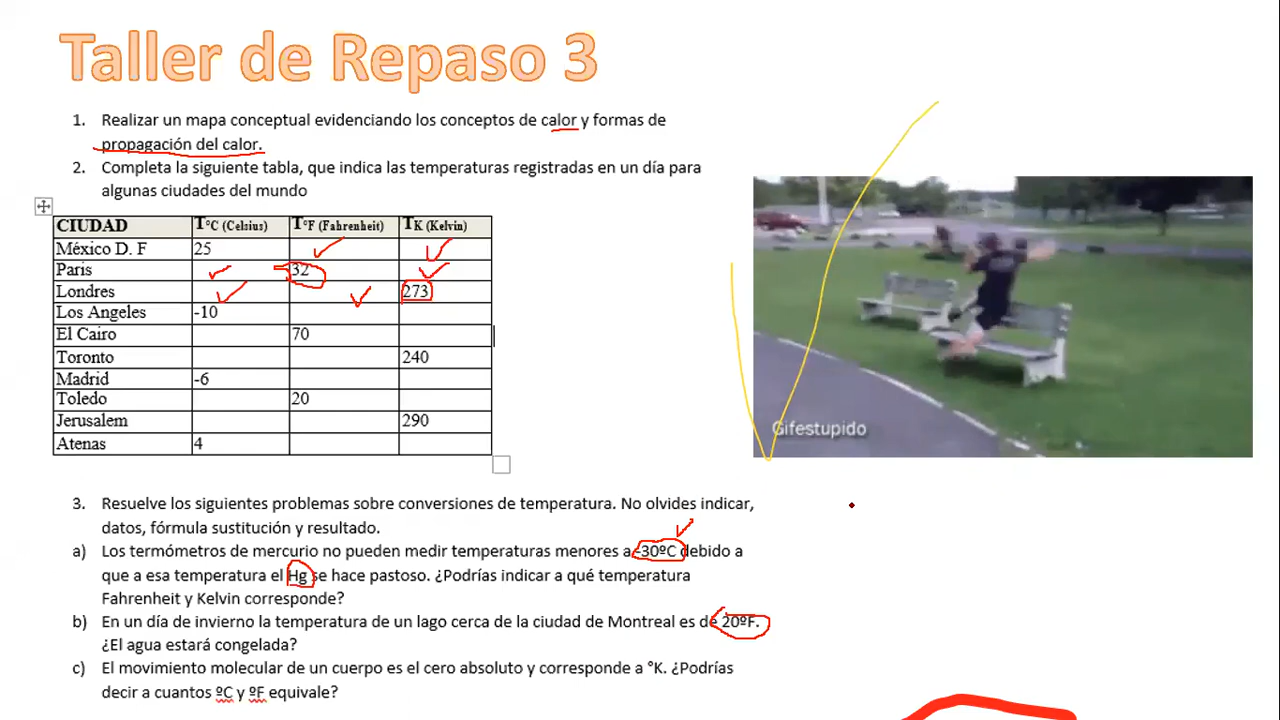 Taller de Repaso 3
1. Realizar un mapa conceptual evidenciando los conceptos de calor y formas de
propagación del calor.
2. Completa la siguiente tabla, que indica las temperaturas registradas en un día para
algunas ciudades del mundo
CIUDAD T°C (Celsius) T°F (Fahrenheit) TK (Kelvin)
México D. F 25
Paris 32
Londres 273
Los Angeles -10
El Cairo 70
Toronto 240
Madrid -6
Toledo 20
Jerusalem 290
Atenas 4
Gifestupido
3. Resuelve los siguientes problemas sobre conversiones de temperatura. No olvides indicar,
datos, fórmula sustitución y resultado.
a) Los termómetros de mercurio no pueden medir temperaturas menores a -30ºC debido a
que a esa temperatura el Hg se hace pastoso. ¿Podrías indicar a qué temperatura
Fahrenheit y Kelvin corresponde?
b) En un día de invierno la temperatura de un lago cerca de la ciudad de Montreal es de 20ºF.
¿El agua estará congelada?
c) El movimiento molecular de un cuerpo es el cero absoluto y corresponde a °K. ¿Podrías
decir a cuantos ºC y ºF equivale?